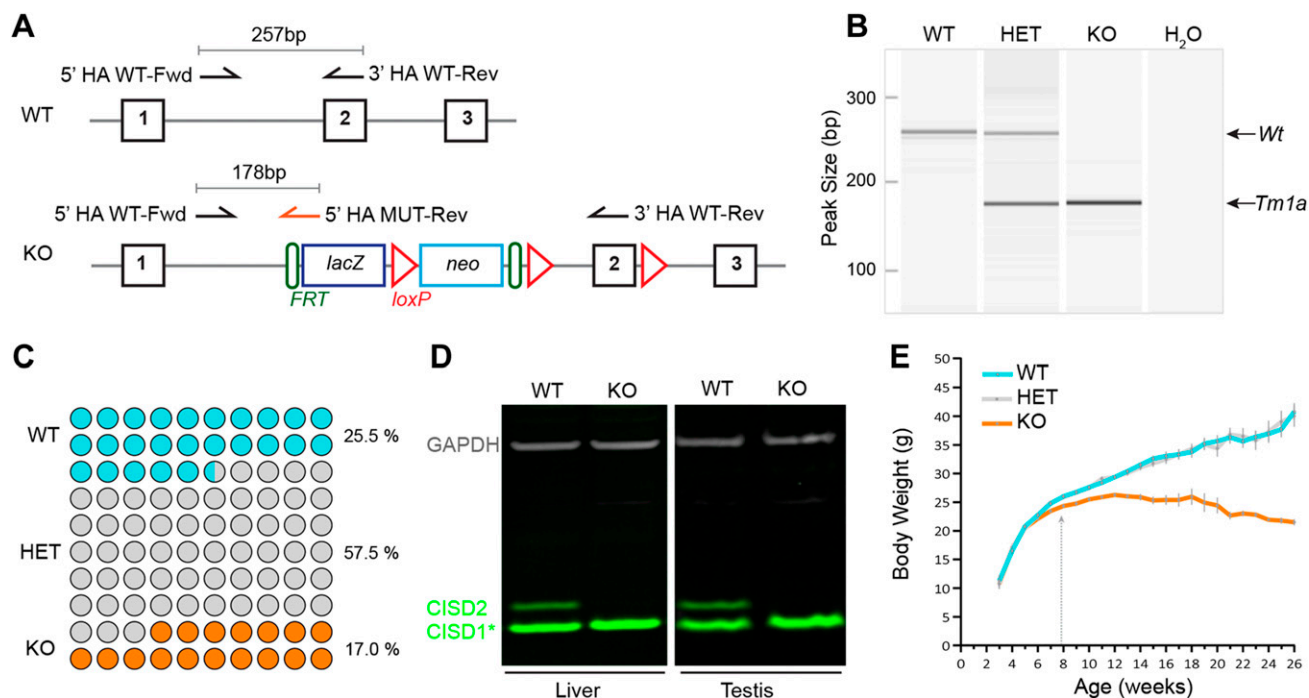 A
257bp
5' HA WT-Fwd 3' HA WT-Rev
WT
1 2 3
178bp
5' HA WT-Fwd 5' HA MUT-Rev 3' HA WT-Rev
KO
1 lacZ neo 2 3
FRT loxP
B
WT HET KO H₂O
Peak Size (bp)
300
200
100
Wt
Tm1a
C
WT 25.5 %
HET 57.5 %
KO 17.0 %
D
WT KO WT KO
GAPDH
CISD2
CISD1*
Liver Testis
E
WT
HET
KO
Body Weight (g)
50
45
40
35
30
25
20
15
10
5
0
0 2 4 6 8 10 12 14 16 18 20 22 24 26
Age (weeks)